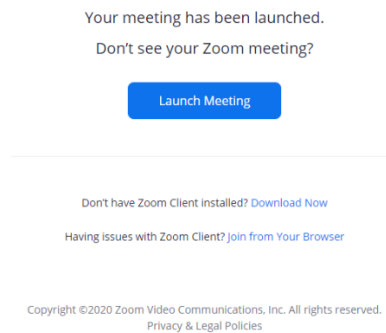 Your meeting has been launched.
Don’t see your Zoom meeting?
Launch Meeting
Don’t have Zoom Client installed? Download Now
Having issues with Zoom Client? Join from Your Browser
Copyright ©2020 Zoom Video Communications, Inc. All rights reserved.
Privacy & Legal Policies